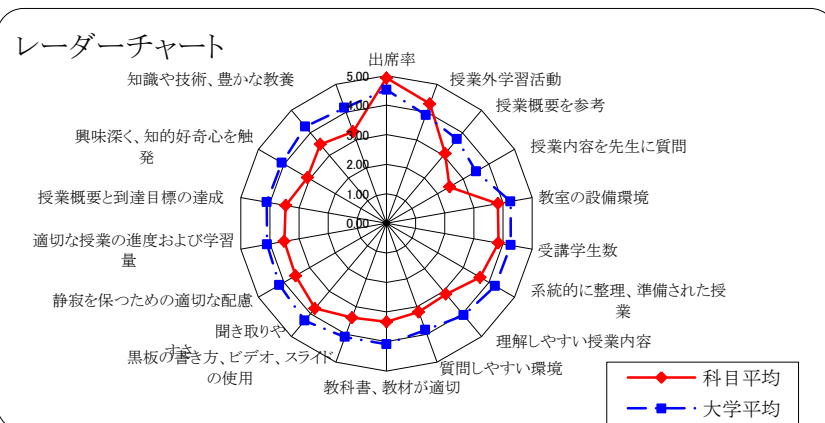 レーダーチャート
出席率
授業外学習活動
授業概要を参考
授業内容を先生に質問
教室の設備環境
受講学生数
系統的に整理、準備された授
業
理解しやすい授業内容
質問しやすい環境
教科書、教材が適切
黒板の書き方、ビデオ、スライド
の使用
聞き取りや
すさ
静寂を保つための適切な配慮
適切な授業の進度および学習
量
授業概要と到達目標の達成
興味深く、知的好奇心を触
発
知識や技術、豊かな教養
5.00
4.00
3.00
2.00
1.00
0.00
科目平均
大学平均